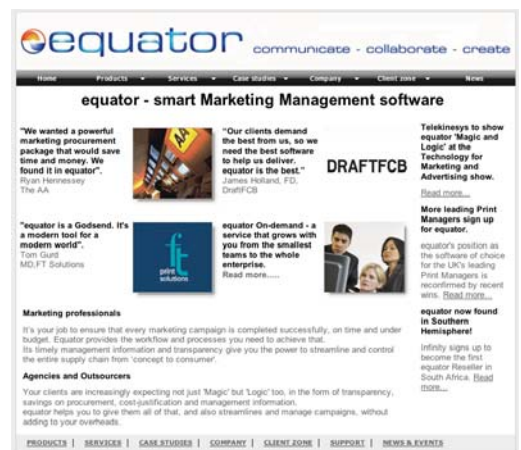 equator communicate - collaborate - create
Home Products Services Case studies Company Client zone News
equator - smart Marketing Management software
"We wanted a powerful
marketing procurement
package that would save
time and money. We
found it in equator".
Ryan Hennessey
The AA
AA
"Our clients demand
the best from us, so we
need the best software
to help us deliver.
equator is the best."
James Holland, FD,
DraftFCB
DRAFTFCB
"equator is a Godsend. It's
a modern tool for a
modern world".
Tom Gurd
MD,FT Solutions
ft
print
solutions
equator On-demand - a
service that grows with
you from the smallest
teams to the whole
enterprise.
Read more.....
Telekinesys to show
equator 'Magic and
Logic' at the
Technology for
Marketing and
Advertising show.
Read more...
More leading Print
Managers sign up
for equator.
equator's position as
the software of choice
for the UK's leading
Print Managers is
reconfirmed by recent
wins. Read more...
equator now found
in Southern
Hemisphere!
Infinity signs up to
become the first
equator Reseller in
South Africa. Read
more...
Marketing professionals
It's your job to ensure that every marketing campaign is completed successfully, on time and under
budget. Equator provides the workflow and processes you need to achieve that.
Its timely management information and transparency give you the power to streamline and control
the entire supply chain from 'concept to consumer'.
Agencies and Outsourcers
Your clients are increasingly expecting not just 'Magic' but 'Logic' too, in the form of transparency,
savings on procurement, cost-justification and management information.
equator helps you to give them all of that, and also streamlines and manage campaigns, without
adding to your overheads.
PRODUCTS | SERVICES | CASE STUDIES | COMPANY | CLIENT ZONE | SUPPORT | NEWS & EVENTS